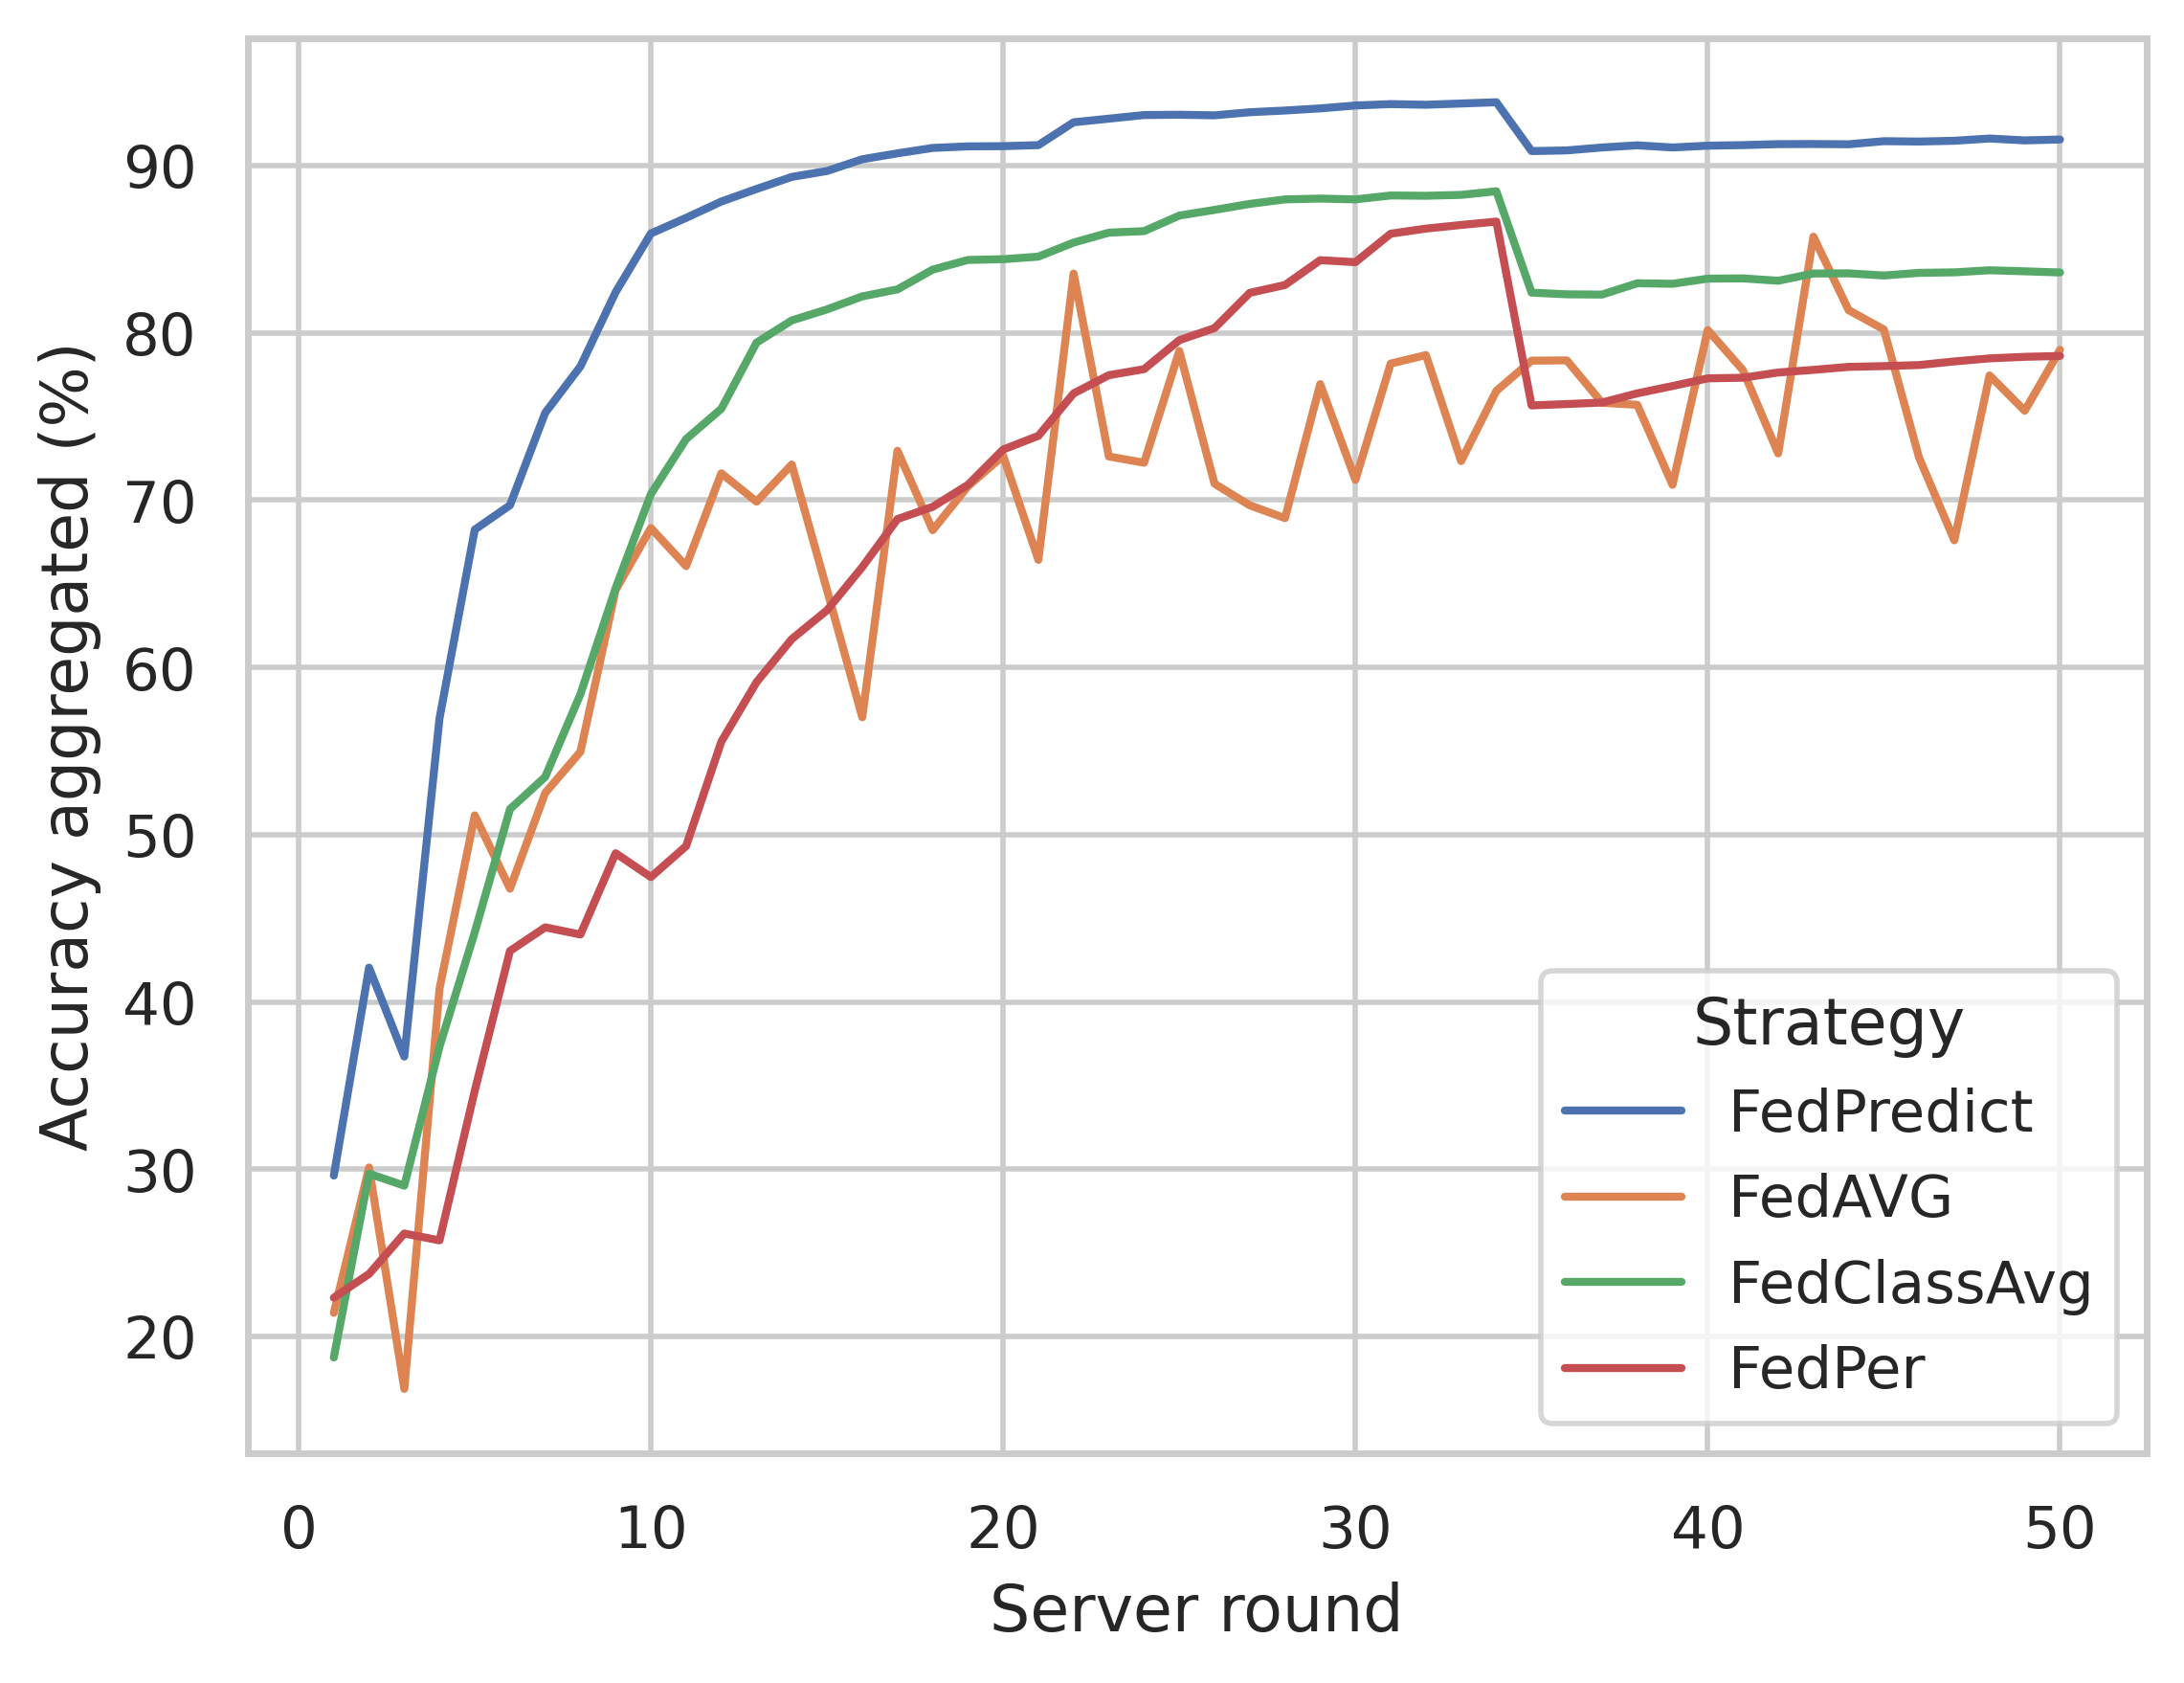 90
80
70
60
50
40
30
20
Accuracy aggregated (%)
Strategy
FedPredict
FedAVG
FedClassAvg
FedPer
0 10 20 30 40 50
Server round